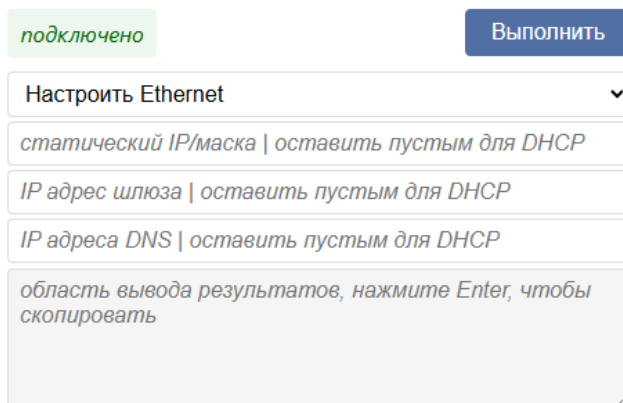 подключено
Выполнить
Настроить Ethernet
статический IP/маска | оставить пустым для DHCP
IP адрес шлюза | оставить пустым для DHCP
IP адреса DNS | оставить пустым для DHCP
область вывода результатов, нажмите Enter, чтобы
скопировать